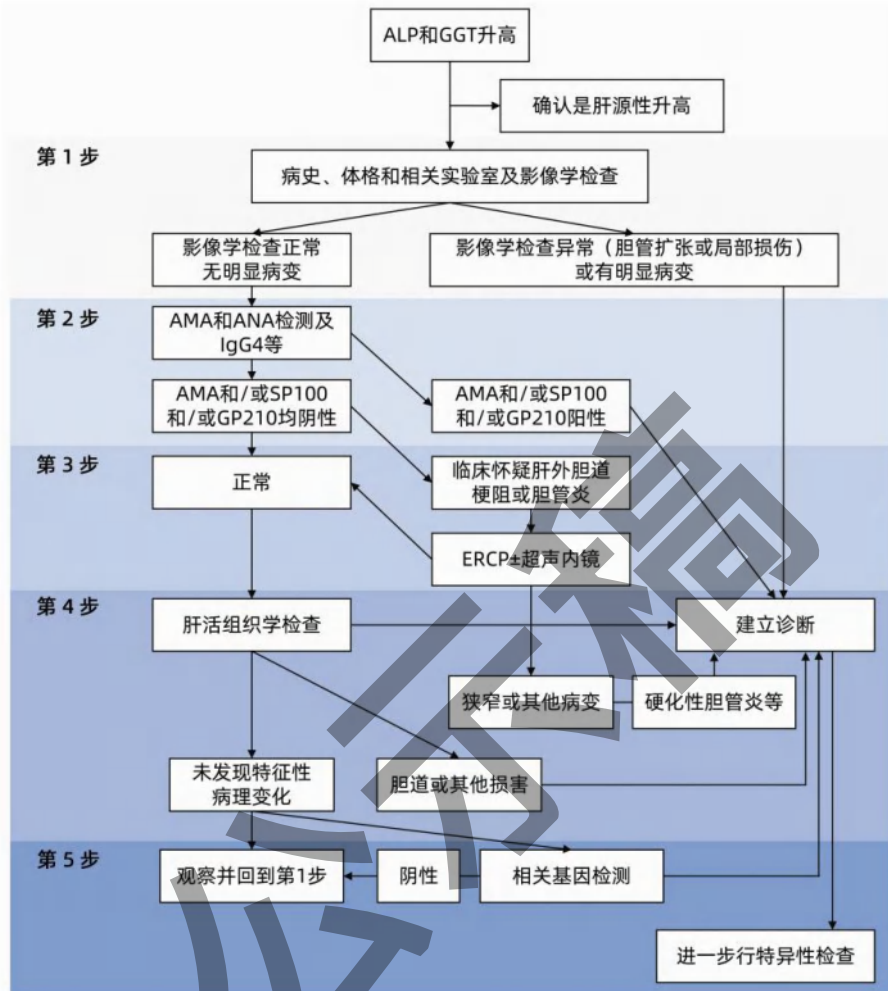 ALP和GGT升高
确认是肝源性升高
第1步
病史、体格和相关实验室及影像学检查
影像学检查正常
无明显病变
影像学检查异常（胆管扩张或局部损伤）
或有明显病变
第2步
AMA和ANA检测及
IgG4等
AMA和/或SP100
和/或GP210均阴性
AMA和/或SP100
和/或GP210阳性
第3步
正常
临床怀疑肝外胆道
梗阻或胆管炎
ERCP±超声内镜
第4步
肝活组织学检查
建立诊断
狭窄或其他病变
硬化性胆管炎等
未发现特征性
病理变化
胆道或其他损害
第5步
观察并回到第1步
阴性
相关基因检测
进一步行特异性检查
公示稿